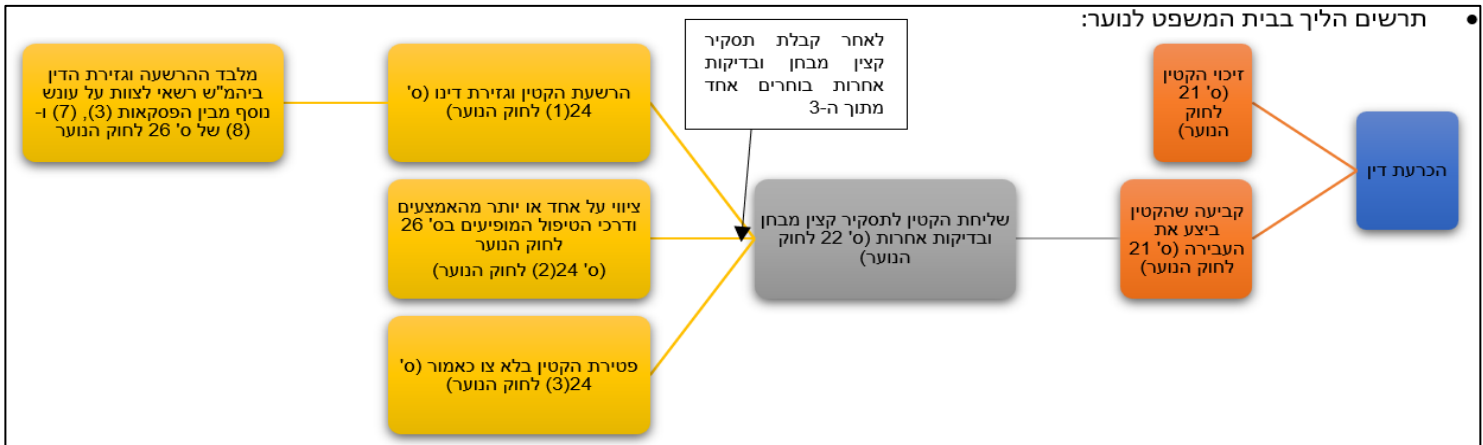 • תרשים הליך בבית המשפט לנוער:
הכרעת דין
זיכוי הקטין
(ס' 21
לחוק
הנוער)
קביעה שהקטין
ביצע את
העבירה (ס' 21
לחוק הנוער)
שליחת הקטין לתסקיר קצין מבחן
ובדיקות אחרות (ס' 22 לחוק
הנוער)
לאחר קבלת תסקיר
קצין מבחן ובדיקות
אחרות בוחרים אחד
מתוך ה-3
הרשעת הקטין וגזירת דינו (ס'
24(1) לחוק הנוער)
מלבד ההרשעה וגזירת הדין
ביהמ"ש רשאי לצוות על עונש
נוסף מבין הפסקאות (3), (7) ו-
(8) של ס' 26 לחוק הנוער
ציווי על אחד או יותר מהאמצעים
ודרכי הטיפול המופיעים בס' 26
לחוק הנוער
(ס' 24(2) לחוק הנוער)
פטירת הקטין בלא צו כאמור (ס'
24(3) לחוק הנוער)